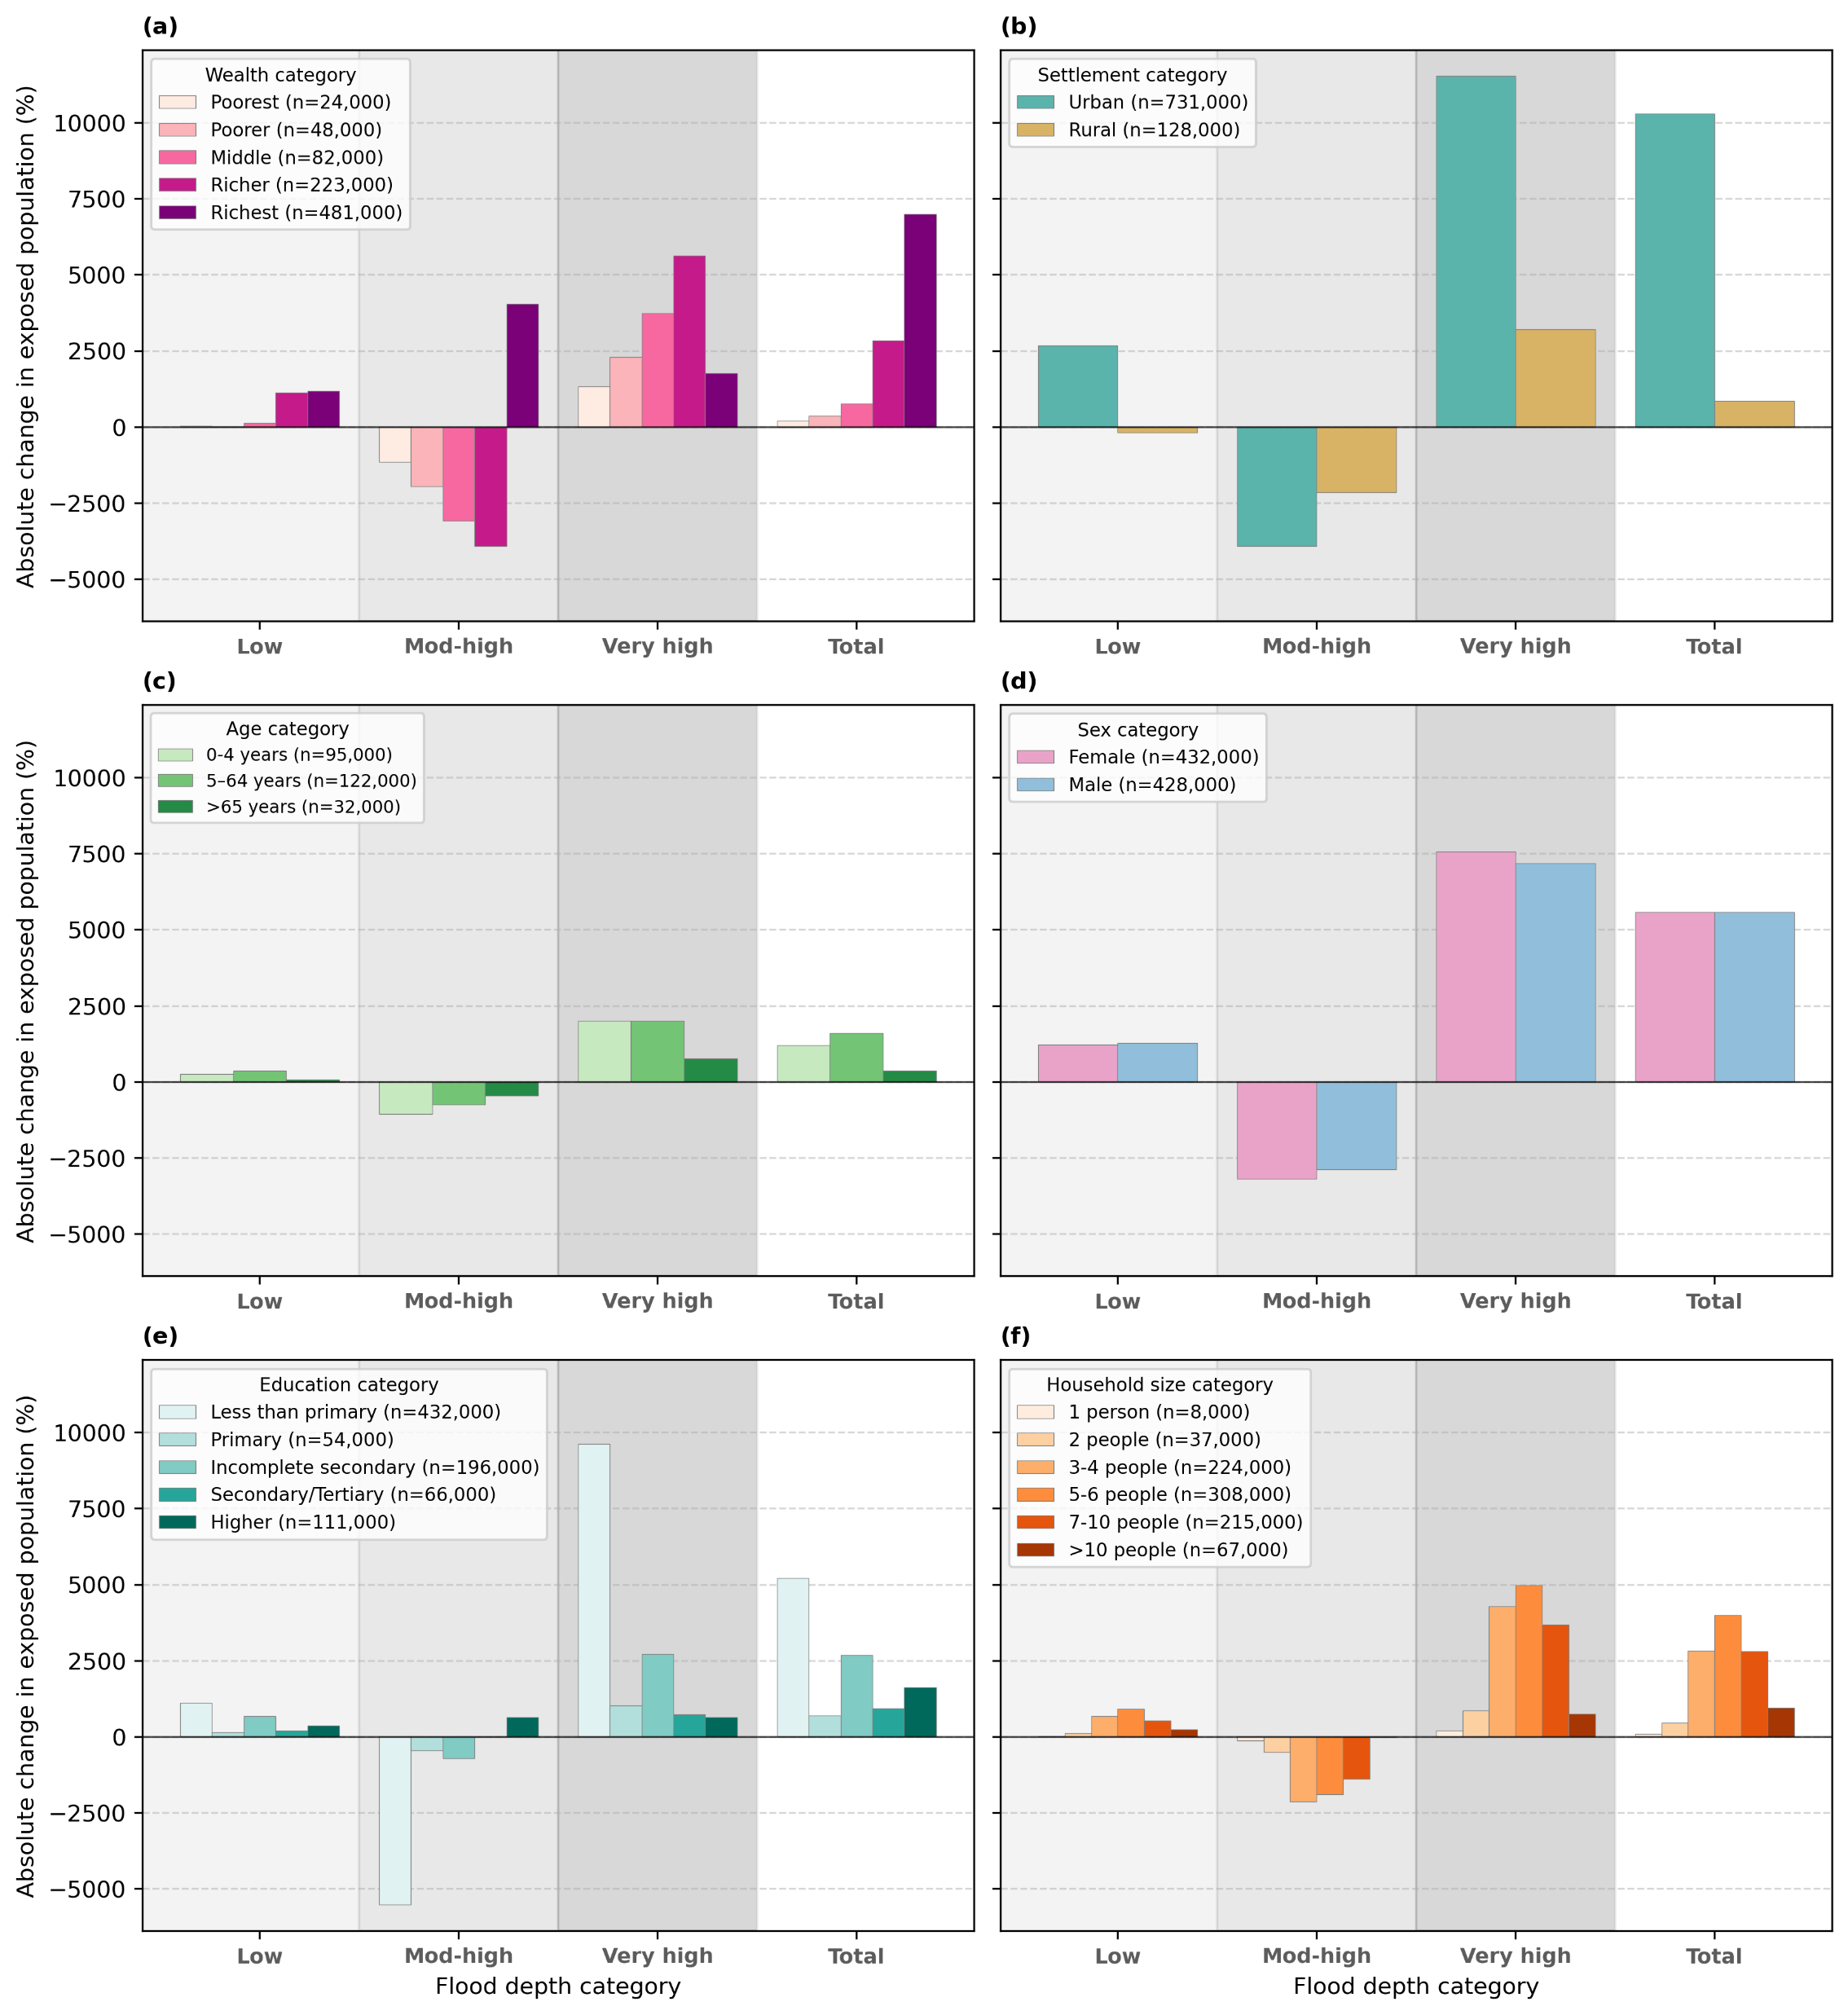 (a)
Absolute change in exposed population (%)
10000
7500
5000
2500
0
−2500
−5000
Wealth category
Poorest (n=24,000)
Poorer (n=48,000)
Middle (n=82,000)
Richer (n=223,000)
Richest (n=481,000)
Low
Mod-high
Very high
Total
(b)
Settlement category
Urban (n=731,000)
Rural (n=128,000)
Low
Mod-high
Very high
Total
(c)
Absolute change in exposed population (%)
10000
7500
5000
2500
0
−2500
−5000
Age category
0-4 years (n=95,000)
5–64 years (n=122,000)
>65 years (n=32,000)
Low
Mod-high
Very high
Total
(d)
Sex category
Female (n=432,000)
Male (n=428,000)
Low
Mod-high
Very high
Total
(e)
Absolute change in exposed population (%)
10000
7500
5000
2500
0
−2500
−5000
Education category
Less than primary (n=432,000)
Primary (n=54,000)
Incomplete secondary (n=196,000)
Secondary/Tertiary (n=66,000)
Higher (n=111,000)
Low
Mod-high
Very high
Total
Flood depth category
(f)
Household size category
1 person (n=8,000)
2 people (n=37,000)
3-4 people (n=224,000)
5-6 people (n=308,000)
7-10 people (n=215,000)
>10 people (n=67,000)
Low
Mod-high
Very high
Total
Flood depth category